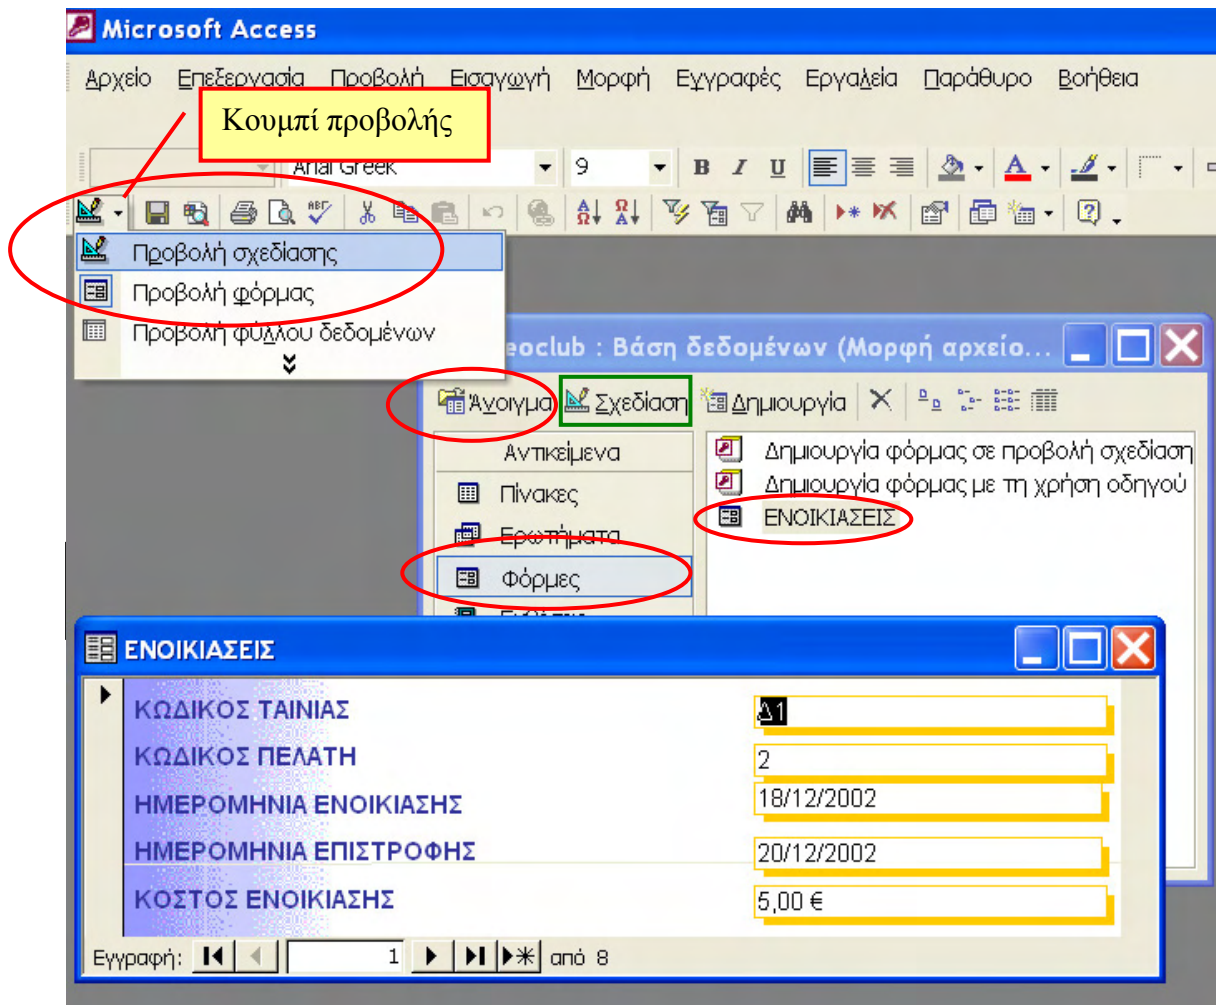 Microsoft Access
Αρχείο Επεξεργασία Προβολή Εισαγωγή Μορφή Εγγραφές Εργαλεία Παράθυρο Βοήθεια
Κουμπί προβολής
Arial Greek 9 B I U
Προβολή σχεδίασης
Προβολή φόρμας
Προβολή φύλλου δεδομένων
eoclub : Βάση δεδομένων (Μορφή αρχείο...
Άνοιγμα Σχεδίαση Δημιουργία
Αντικείμενα
Πίνακες
Ερωτήματα
Φόρμες
Δημιουργία φόρμας σε προβολή σχεδίαση
Δημιουργία φόρμας με τη χρήση οδηγού
ΕΝΟΙΚΙΑΣΕΙΣ
ΕΝΟΙΚΙΑΣΕΙΣ
ΚΩΔΙΚΟΣ ΤΑΙΝΙΑΣ Δ1
ΚΩΔΙΚΟΣ ΠΕΛΑΤΗ 2
ΗΜΕΡΟΜΗΝΙΑ ΕΝΟΙΚΙΑΣΗΣ 18/12/2002
ΗΜΕΡΟΜΗΝΙΑ ΕΠΙΣΤΡΟΦΗΣ 20/12/2002
ΚΟΣΤΟΣ ΕΝΟΙΚΙΑΣΗΣ 5,00 €
Εγγραφή: 1 από 8